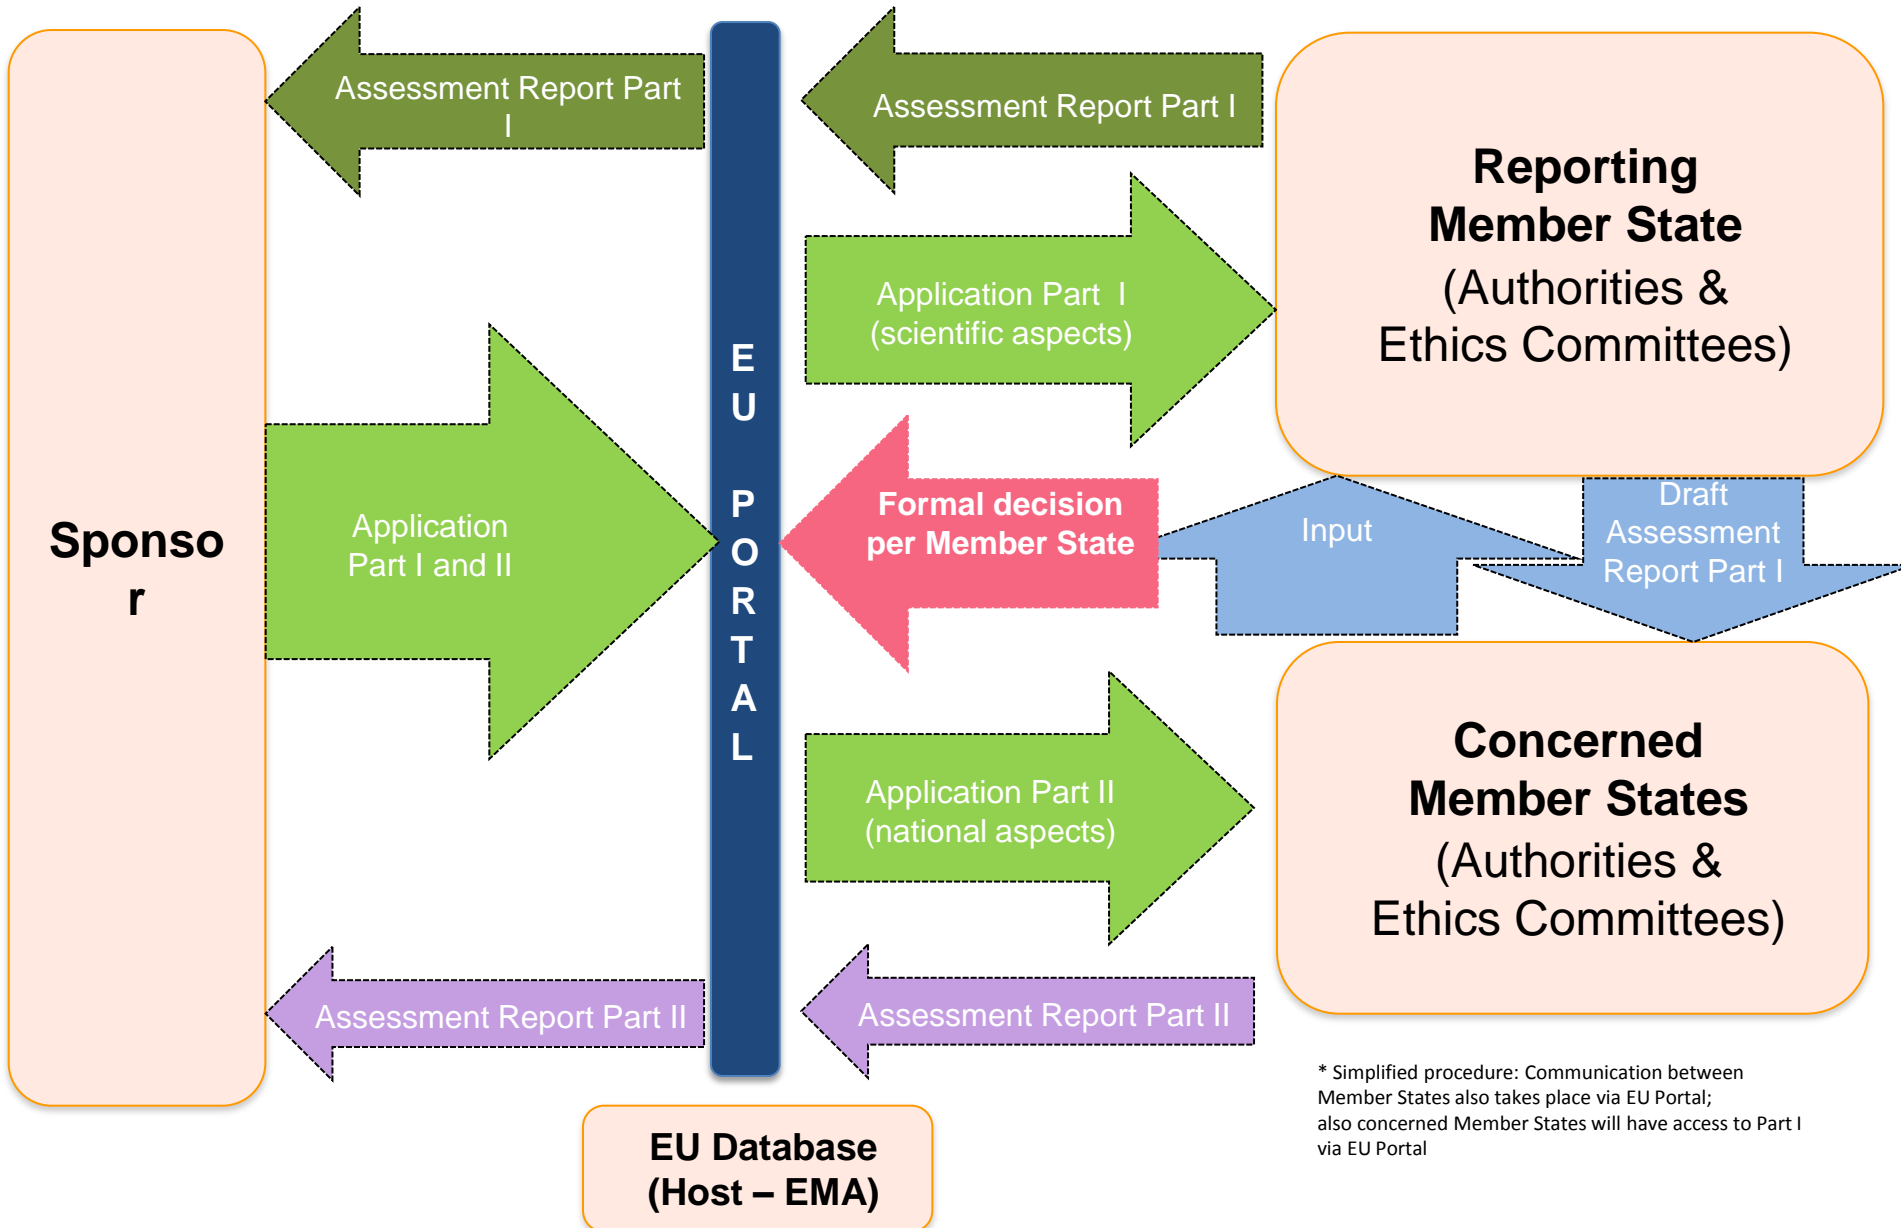 Assessment Report Part
I
Assessment Report Part I
Reporting
Member State
(Authorities &
Ethics Committees)
Application Part I
(scientific aspects)
Sponso
r
Application
Part I and II
E
U
P
O
R
T
A
L
Formal decision
per Member State
Input
Draft
Assessment
Report Part I
Application Part II
(national aspects)
Concerned
Member States
(Authorities &
Ethics Committees)
Assessment Report Part II
Assessment Report Part II
* Simplified procedure: Communication between
Member States also takes place via EU Portal;
also concerned Member States will have access to Part I
via EU Portal
EU Database
(Host – EMA)